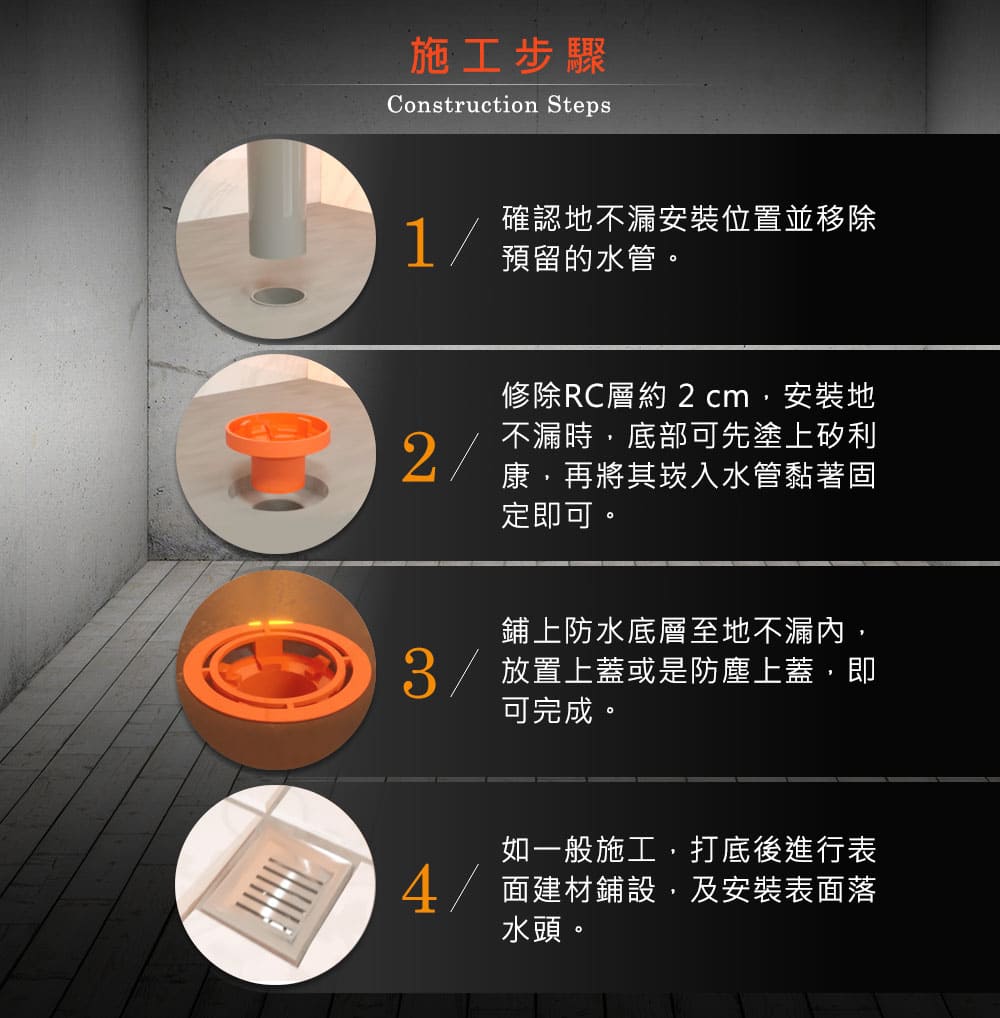 施工步驟
Construction Steps
1
確認地不漏安裝位置並移除
預留的水管。
2
修除RC層約 2 cm，安裝地
不漏時，底部可先塗上矽利
康，再將其崁入水管黏著固
定即可。
3
鋪上防水底層至地不漏內，
放置上蓋或是防塵上蓋，即
可完成。
4
如一般施工，打底後進行表
面建材鋪設，及安裝表面落
水頭。